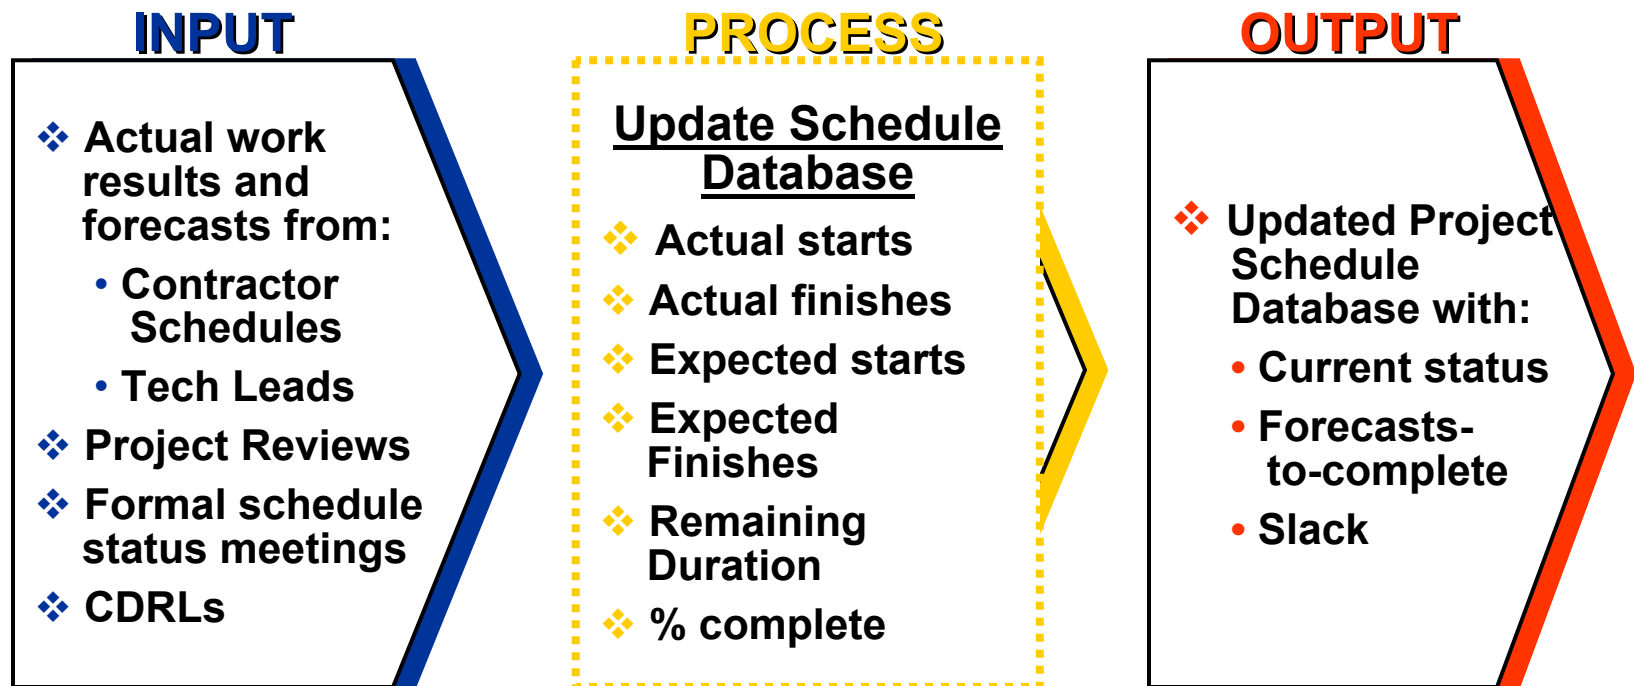 INPUT
❖ Actual work
results and
forecasts from:
• Contractor
Schedules
• Tech Leads
❖ Project Reviews
❖ Formal schedule
status meetings
❖ CDRLs
PROCESS
Update Schedule
Database
❖ Actual starts
❖ Actual finishes
❖ Expected starts
❖ Expected
Finishes
❖ Remaining
Duration
❖ % complete
OUTPUT
❖ Updated Project
Schedule
Database with:
• Current status
• Forecasts-
to-complete
• Slack